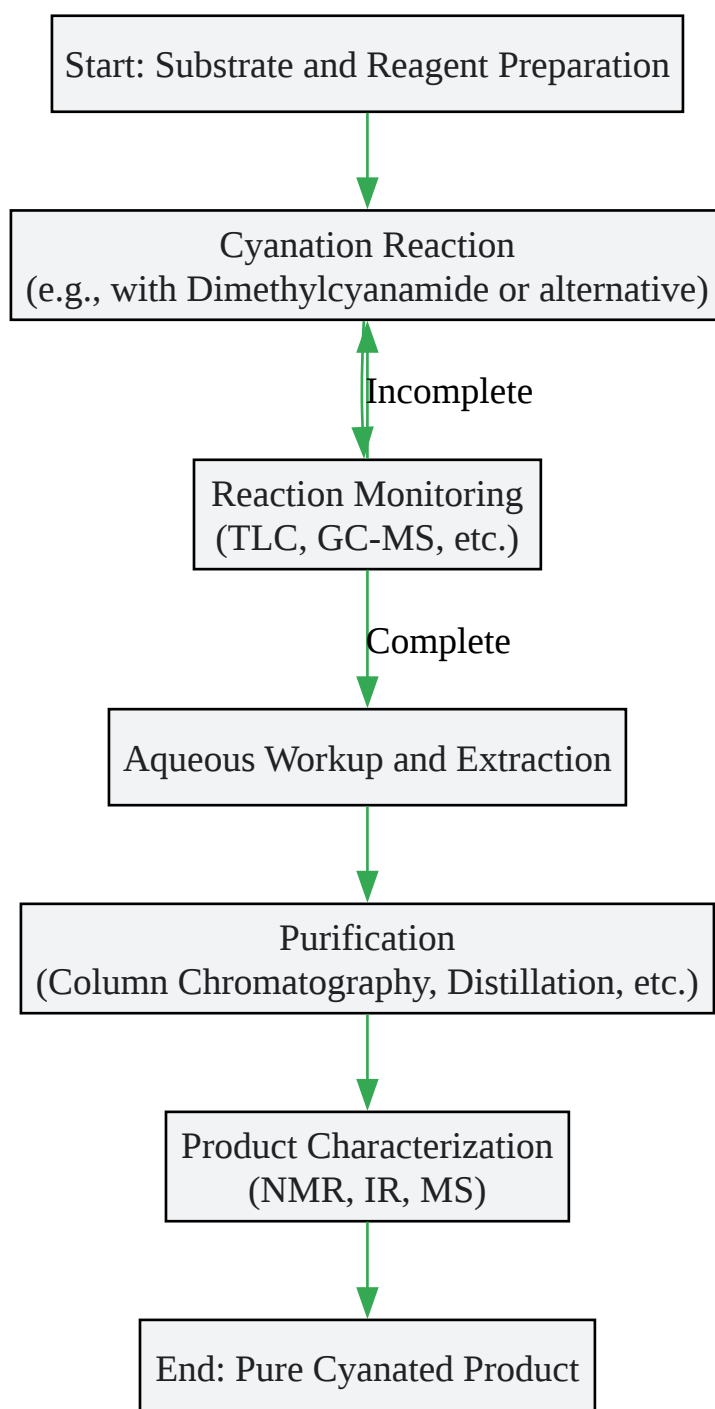 Start: Substrate and Reagent Preparation
Cyanation Reaction
(e.g., with Dimethylcyanamide or alternative)
Incomplete
Reaction Monitoring
(TLC, GC-MS, etc.)
Complete
Aqueous Workup and Extraction
Purification
(Column Chromatography, Distillation, etc.)
Product Characterization
(NMR, IR, MS)
End: Pure Cyanated Product